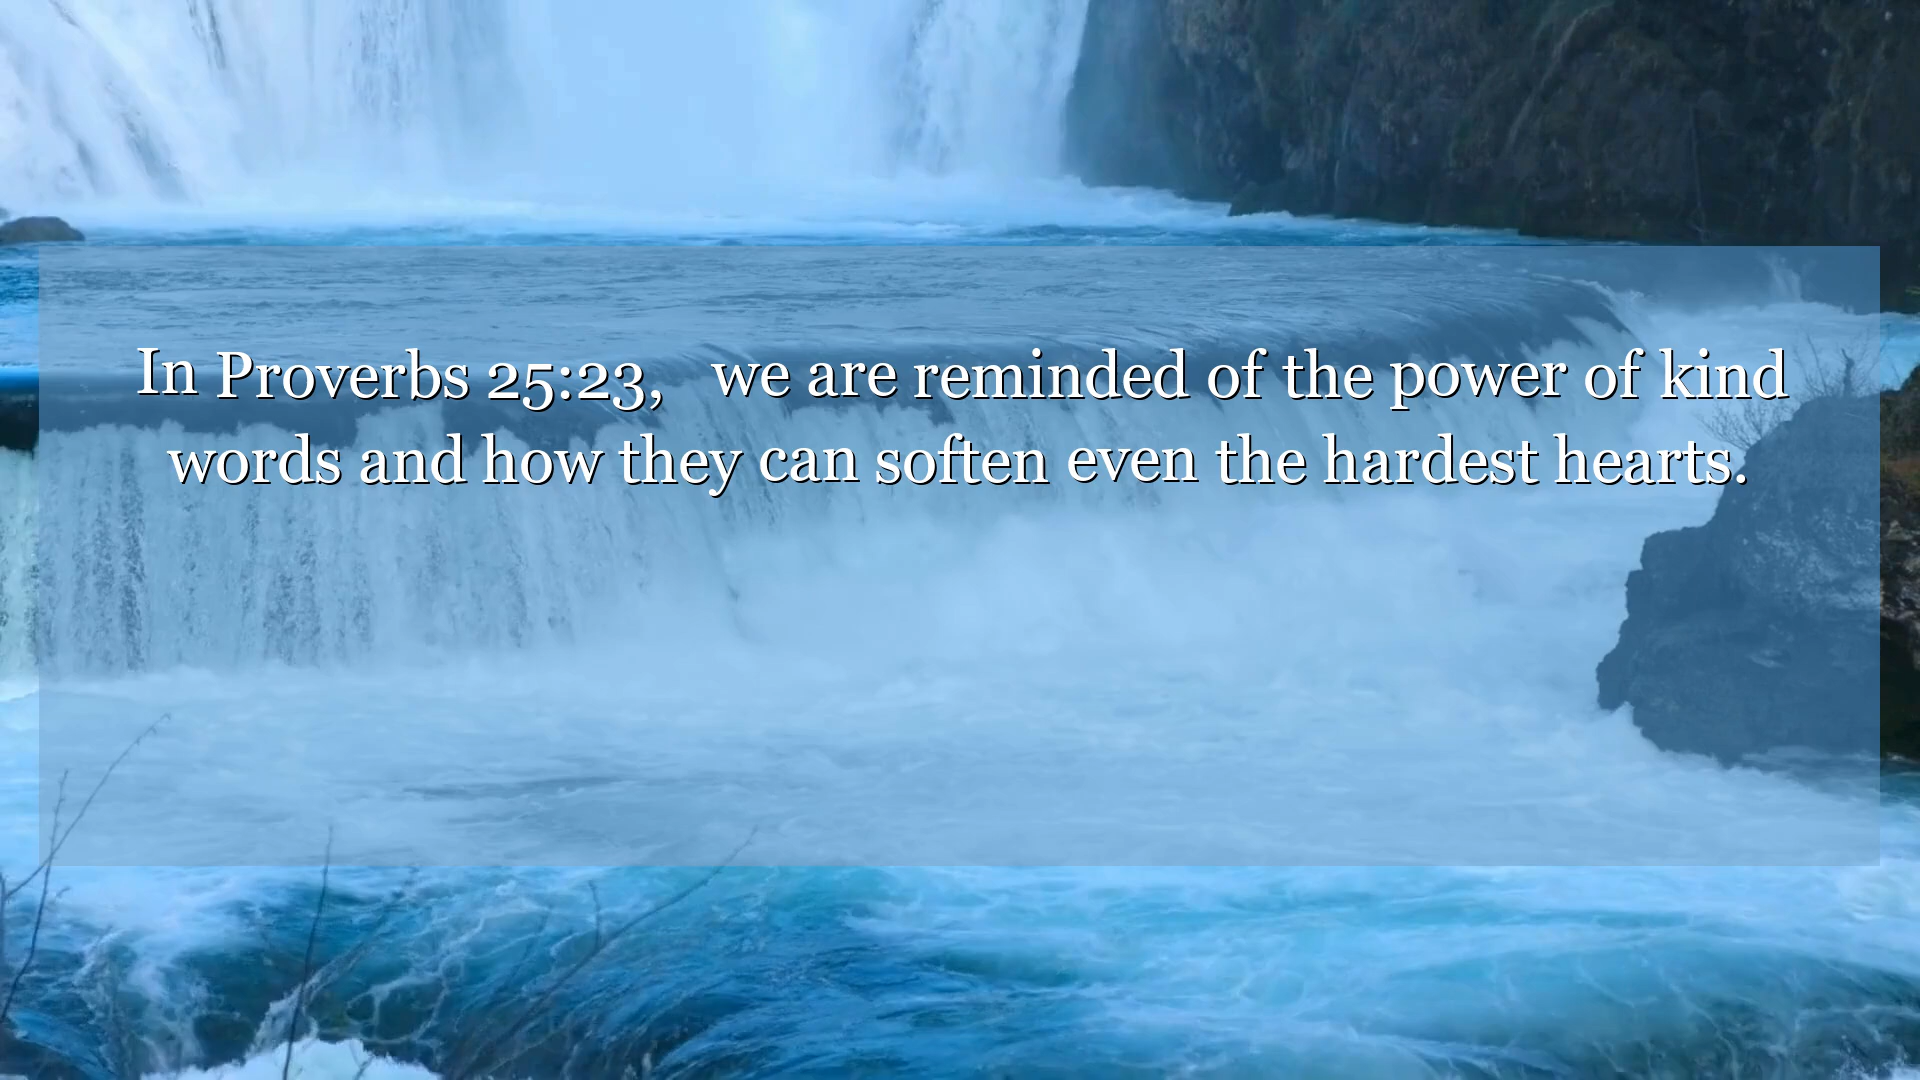 In Proverbs 25:23, we are reminded of the power of kind
words and how they can soften even the hardest hearts.